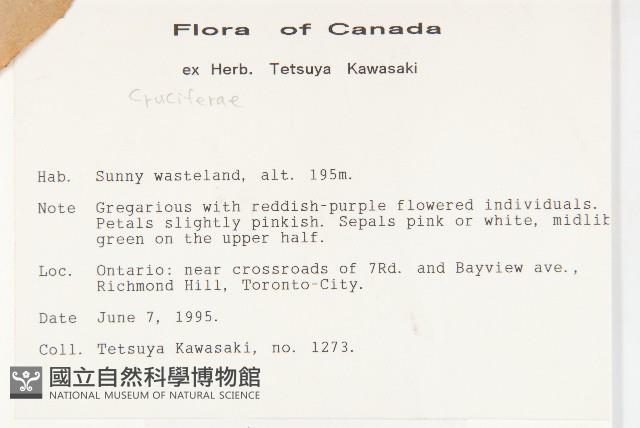 Flora of Canada
ex Herb. Tetsuya Kawasaki
Cruciferae
Hab. Sunny wasteland, alt. 195m.
Note Gregarious with reddish-purple flowered individuals.
Petals slightly pinkish. Sepals pink or white, midlib
green on the upper half.
Loc. Ontario: near crossroads of 7Rd. and Bayview ave.,
Richmond Hill, Toronto-City.
Date June 7, 1995.
Coll. Tetsuya Kawasaki, no. 1273.
國立自然科學博物館
NATIONAL MUSEUM OF NATURAL SCIENCE